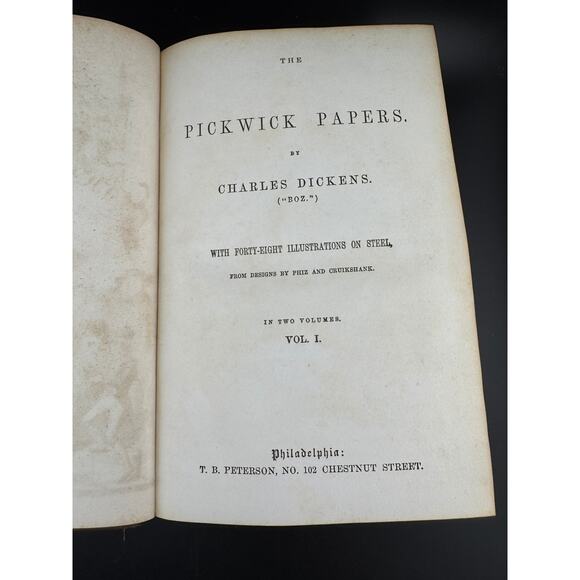 THE
PICKWICK PAPERS.
BY
CHARLES DICKENS.
("BOZ.")
WITH FORTY-EIGHT ILLUSTRATIONS ON STEEL,
FROM DESIGNS BY PHIZ AND CRUIKSHANK.
IN TWO VOLUMES.
VOL. I.
Philadelphia:
T. B. PETERSON, NO. 102 CHESTNUT STREET.